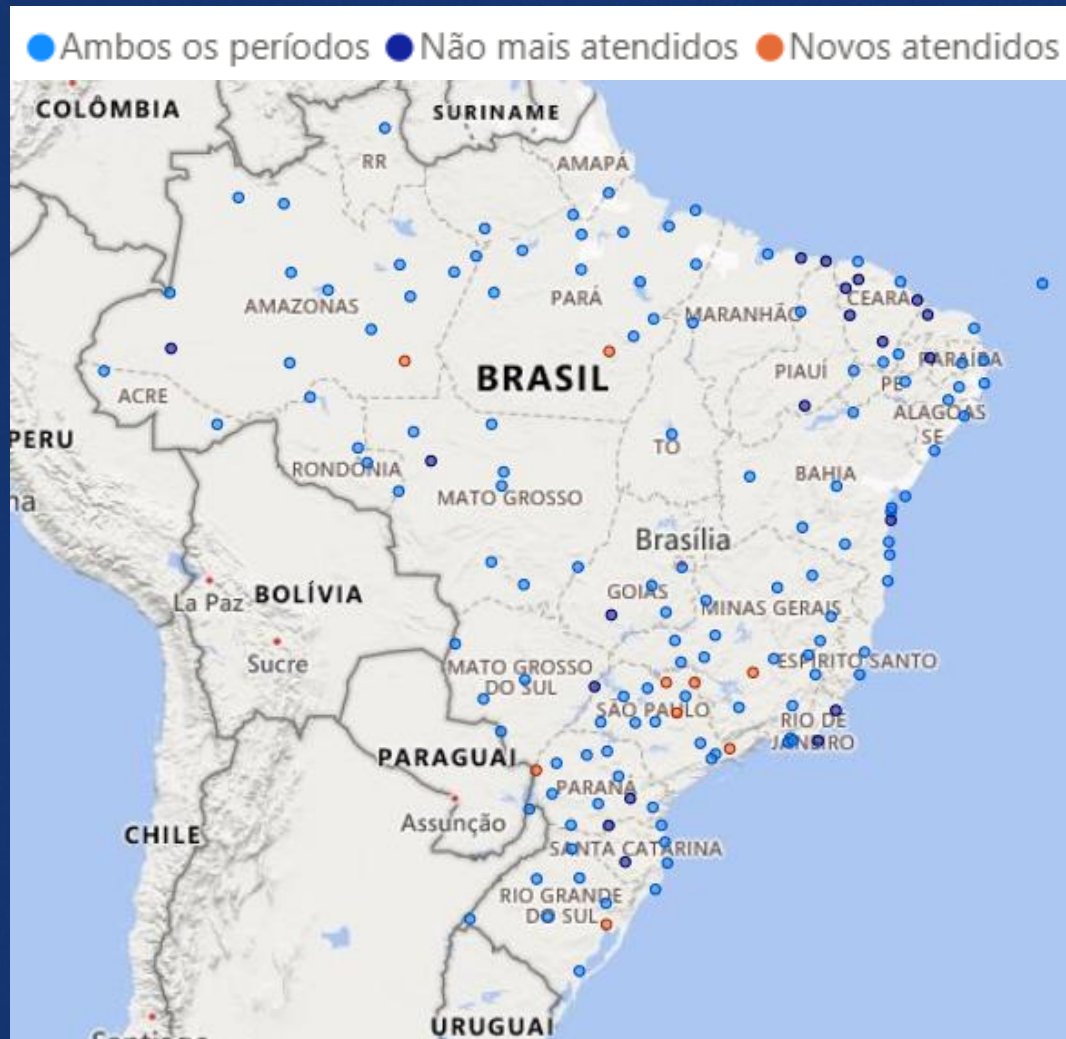 Ambos os períodos Não mais atendidos Novos atendidos
COLÔMBIA
SURINAME
RR
AMAPÁ
AMAZONAS
PARÁ
MARANHÃO
CEARÁ
BRASIL
PIAUÍ
PARAÍBA
PE
ACRE
ALAGOAS
PERU
SE
TO
RONDÔNIA
MATO GROSSO
BAHIA
Brasília
La Paz
BOLÍVIA
GOIÁS
MINAS GERAIS
Sucre
MATO GROSSO
DO SUL
ESPÍRITO SANTO
SÃO PAULO
RIO DE
JANEIRO
PARAGUAI
PARANÁ
Assunção
CHILE
SANTA CATARINA
RIO GRANDE
DO SUL
URUGUAI
Santiago